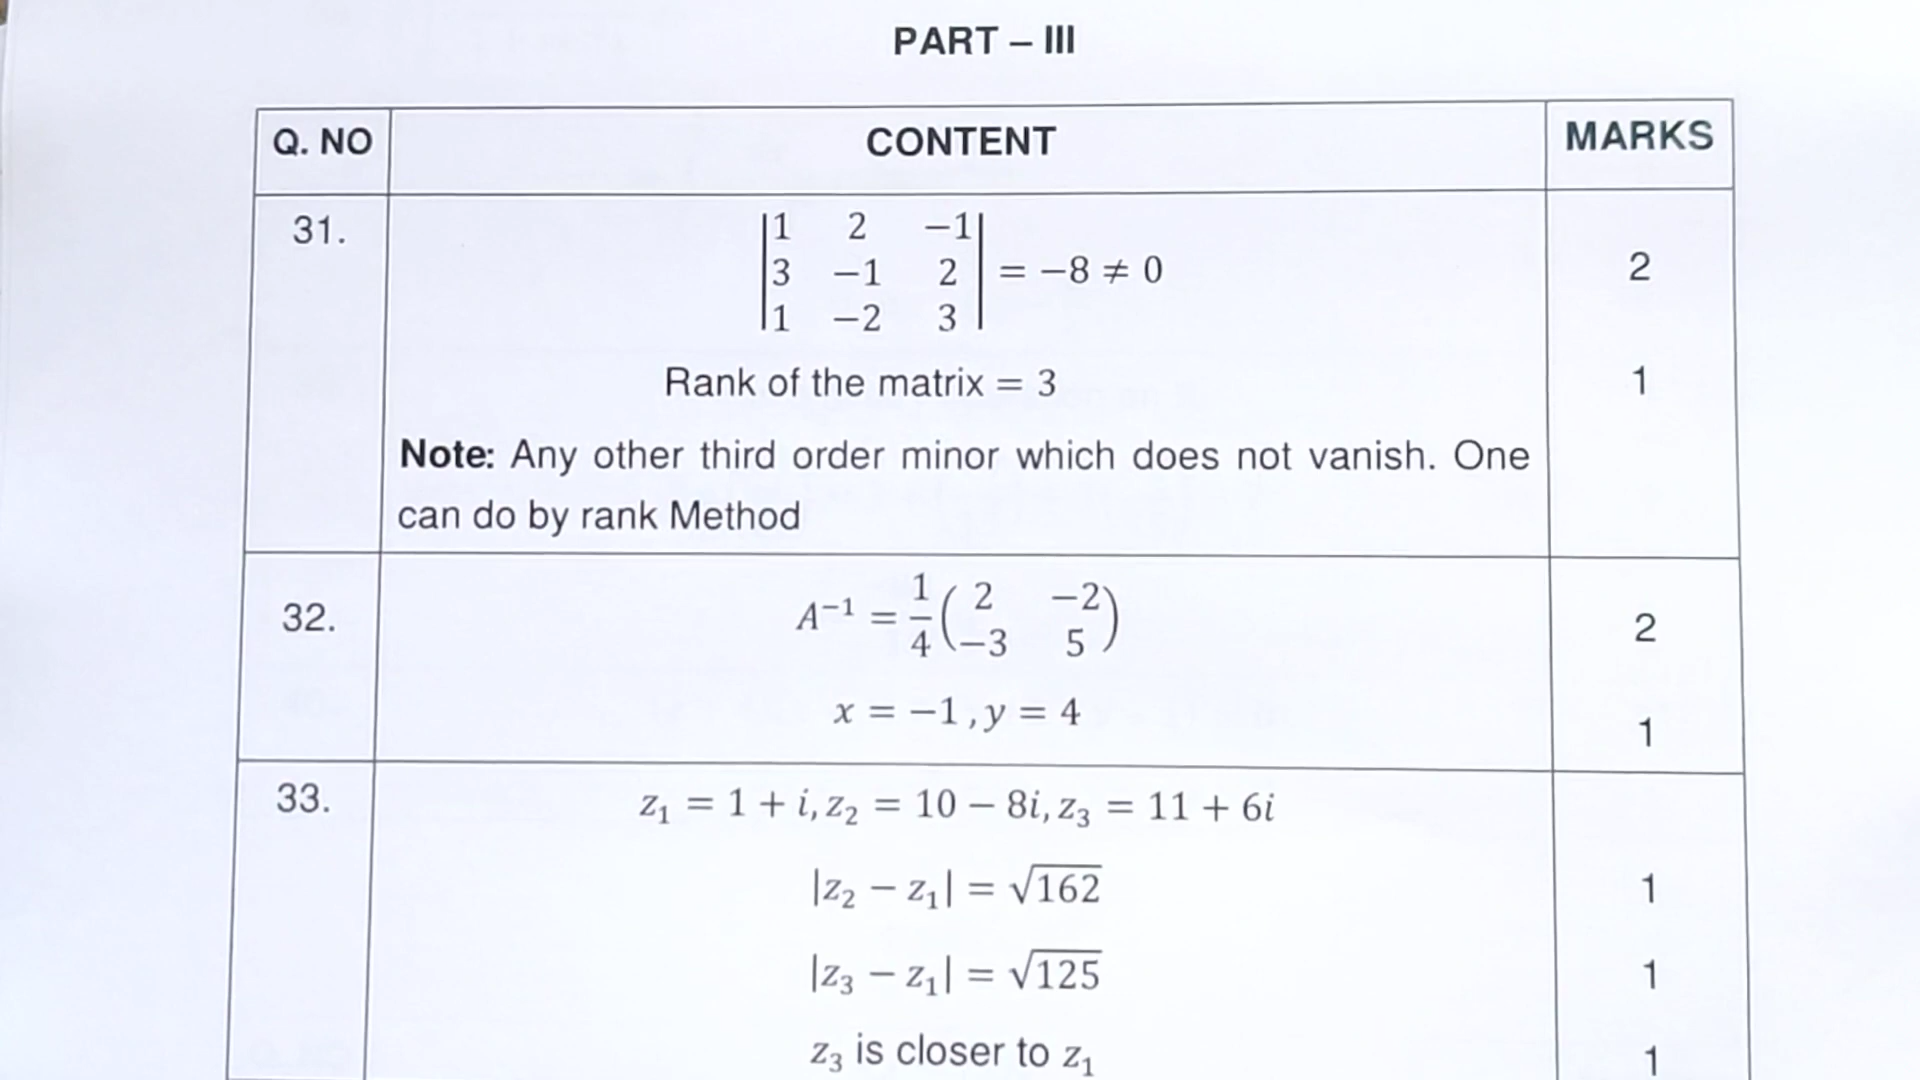 PART – III
Q. NO CONTENT MARKS
31. |1 2 −1|
|3 −1 2| = −8 ≠ 0 2
|1 −2 3|
Rank of the matrix = 3 1
Note: Any other third order minor which does not vanish. One
can do by rank Method
32. A⁻¹ = 1/4 (2 −2
−3 5) 2
x = −1 , y = 4 1
33. z₁ = 1 + i, z₂ = 10 − 8i, z₃ = 11 + 6i
|z₂ − z₁| = √162 1
|z₃ − z₁| = √125 1
z₃ is closer to z₁ 1